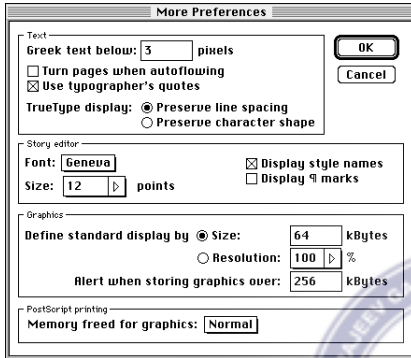 More Preferences
Text
Greek text below: 3 pixels
OK
Turn pages when autoflowing
Cancel
Use typographer's quotes
TrueType display: Preserve line spacing
Preserve character shape
Story editor
Font: Geneva
Display style names
Display ¶ marks
Size: 12 points
Graphics
Define standard display by Size: 64 kBytes
Resolution: 100 %
Alert when storing graphics over: 256 kBytes
PostScript printing
Memory freed for graphics: Normal